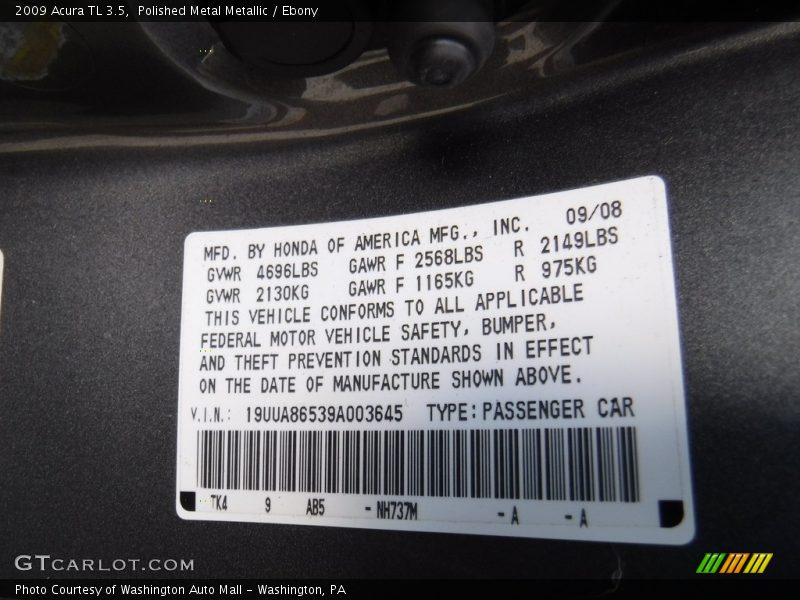 2009 Acura TL 3.5, Polished Metal Metallic / Ebony
MFD. BY HONDA OF AMERICA MFG., INC. 09/08
GVWR 4696LBS GAWR F 2568LBS R 2149LBS
GVWR 2130KG GAWR F 1165KG R 975KG
THIS VEHICLE CONFORMS TO ALL APPLICABLE
FEDERAL MOTOR VEHICLE SAFETY, BUMPER,
AND THEFT PREVENTION STANDARDS IN EFFECT
ON THE DATE OF MANUFACTURE SHOWN ABOVE.
V.I.N.: 19UUA86539A003645 TYPE: PASSENGER CAR
TK4 9 AB5 - NH737M - A - A
GTCARLOT.COM
Photo Courtesy of Washington Auto Mall - Washington, PA